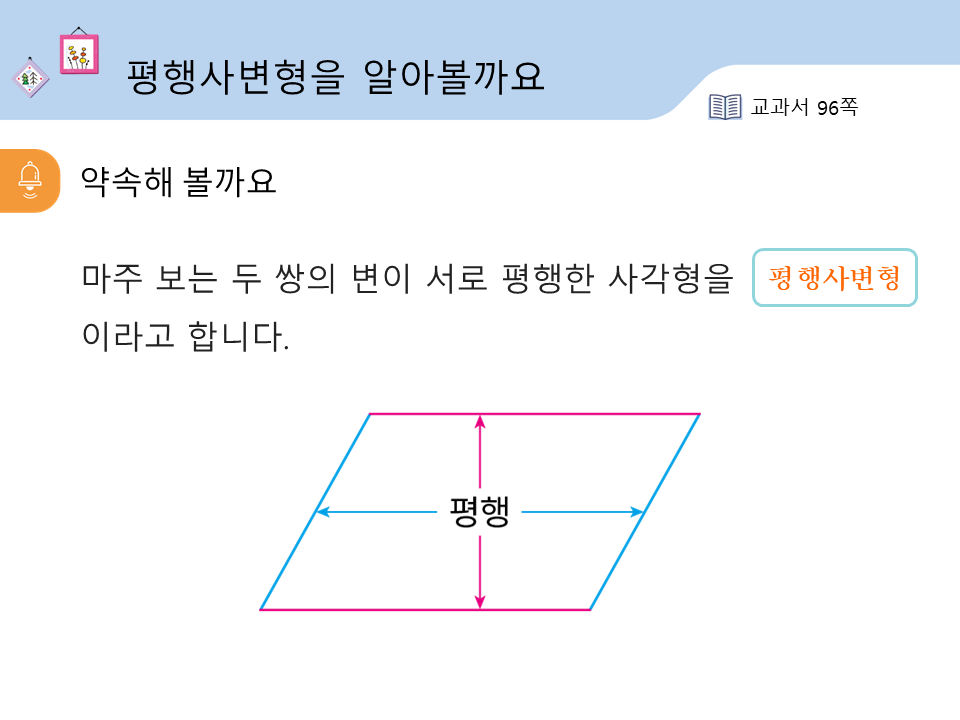 평행사변형을 알아볼까요
교과서 96쪽
약속해 볼까요
마주 보는 두 쌍의 변이 서로 평행한 사각형을 평행사변형
이라고 합니다.
평행